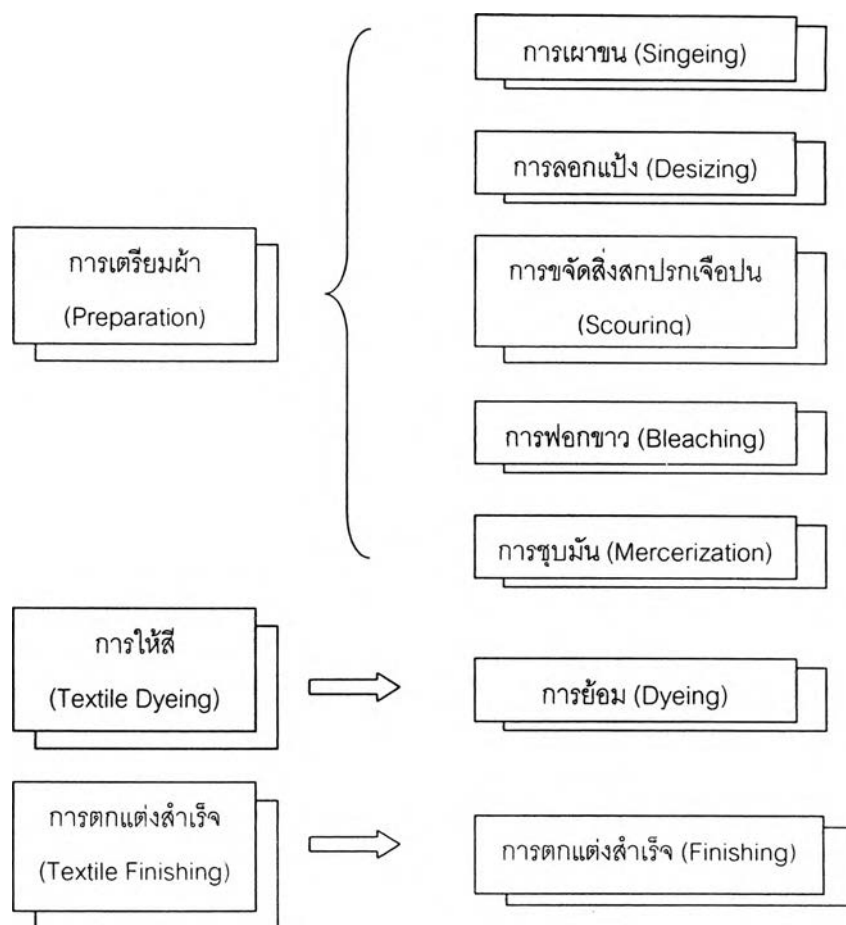 การเผาขน (Singeing)
การลอกแป้ง (Desizing)
การเตรียมผ้า
(Preparation)
การขจัดสิ่งสกปรกเจือปน
(Scouring)
การฟอกขาว (Bleaching)
การชุบมัน (Mercerization)
การให้สี
(Textile Dyeing)
การย้อม (Dyeing)
การตกแต่งสำเร็จ
(Textile Finishing)
การตกแต่งสำเร็จ (Finishing)